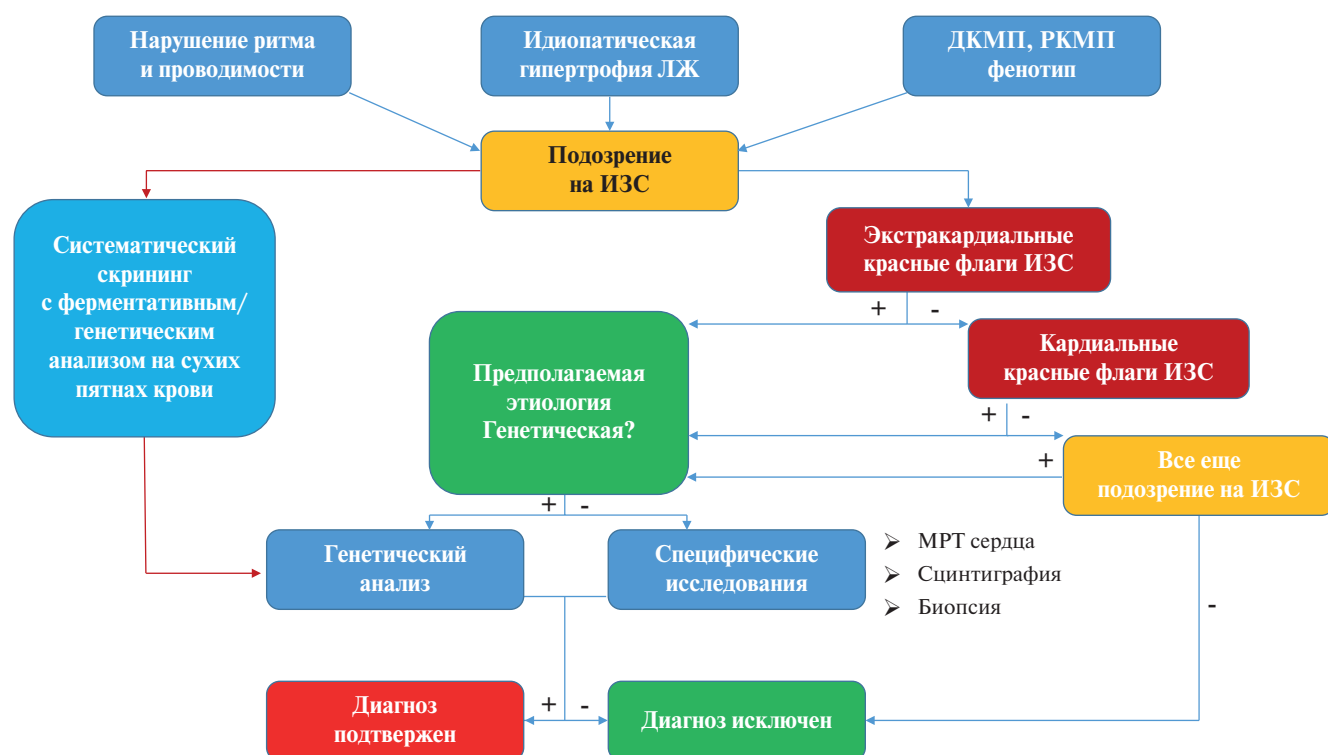 Нарушение ритма
и проводимости
Идиопатическая
гипертрофия ЛЖ
ДКМП, РКМП
фенотип
Подозрение
на ИЗС
Систематический
скрининг
с ферментативным/
генетическим
анализом на сухих
пятнах крови
Экстракардиальные
красные флаги ИЗС
+ -
Кардиальные
красные флаги ИЗС
+ -
Предполагаемая
этиология
Генетическая?
+
Все еще
подозрение на ИЗС
+ -
Генетический
анализ
Специфические
исследования
➢ МРТ сердца
➢ Сцинтиграфия
➢ Биопсия
-
+ -
Диагноз
подтвержен
Диагноз исключен